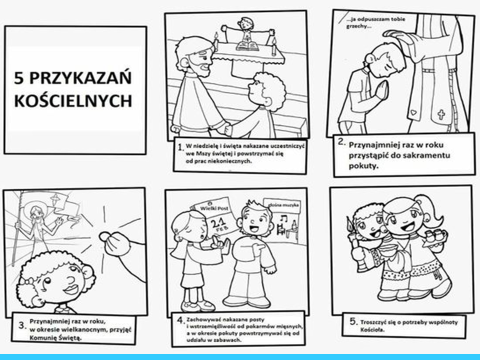 5 PRZYKAZAŃ
KOŚCIELNYCH
1. W niedzielę i święta nakazane uczestniczyć
we Mszy świętej i powstrzymać się
od prac niekoniecznych.
...ja odpuszczam tobie
grzechy...
2. Przynajmniej raz w roku
przystąpić do sakramentu
pokuty.
3. Przynajmniej raz w roku,
w okresie wielkanocnym, przyjąć
Komunię Świętą.
Wielki Post
21
FEB
głośna muzyka
4. Zachowywać nakazane posty
i wstrzemięźliwość od pokarmów mięsnych,
a w okresie pokuty powstrzymywać się od
udziału w zabawach.
5. Troszczyć się o potrzeby wspólnoty
Kościoła.